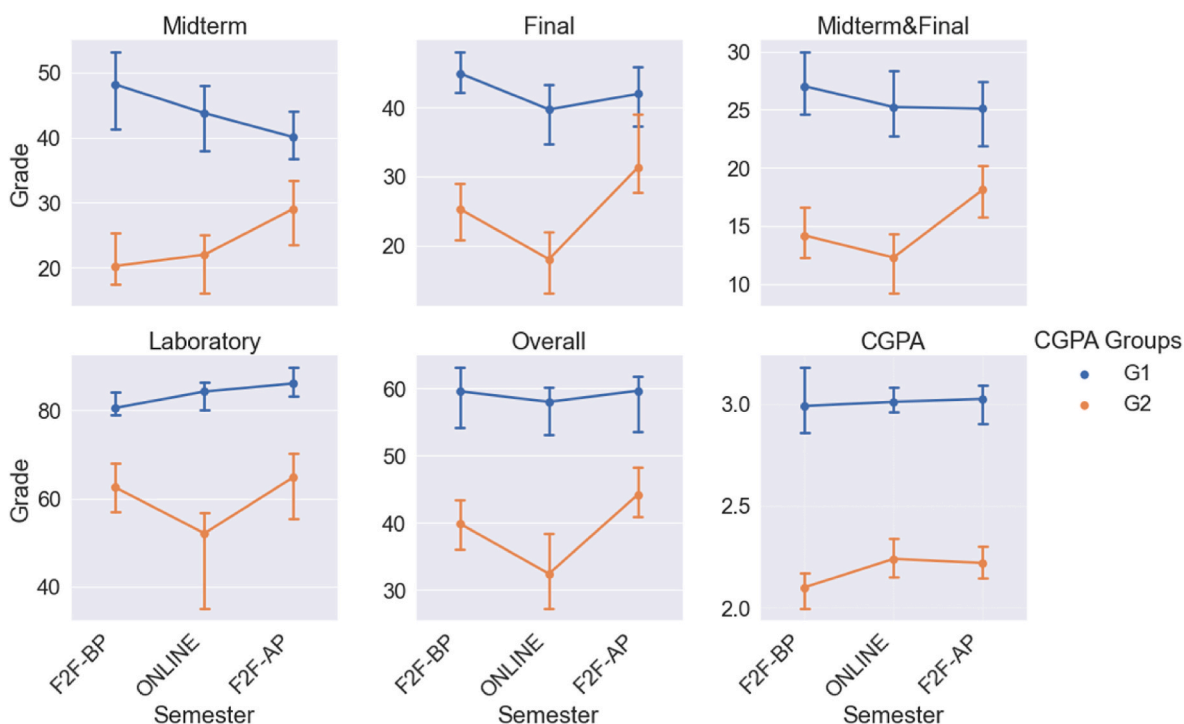 Midterm
Final
Midterm&Final
Grade
50
40
30
20
40
30
20
30
25
20
15
10
Laboratory
Overall
CGPA
CGPA Groups
G1
G2
Grade
80
60
40
60
50
40
30
3.0
2.5
2.0
F2F-BP
ONLINE
F2F-AP
F2F-BP
ONLINE
F2F-AP
F2F-BP
ONLINE
F2F-AP
Semester
Semester
Semester